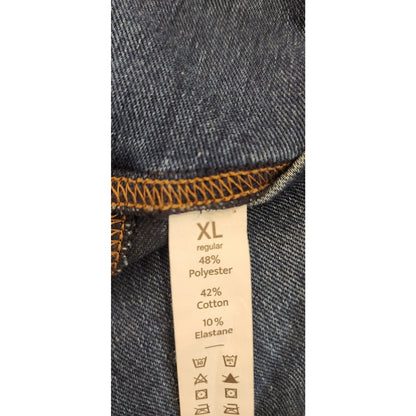 XL
regular
48%
Polyester
42%
Cotton
10%
Elastane